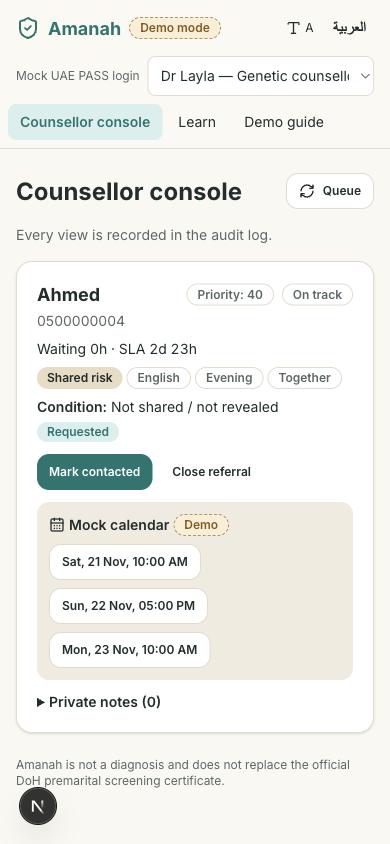 Amanah Demo mode A العربية
Mock UAE PASS login Dr Layla — Genetic counselle
Counsellor console Learn Demo guide
Counsellor console Queue
Every view is recorded in the audit log.
Ahmed Priority: 40 On track
0500000004
Waiting 0h · SLA 2d 23h
Shared risk English Evening Together
Condition: Not shared / not revealed
Requested
Mark contacted Close referral
Mock calendar Demo
Sat, 21 Nov, 10:00 AM
Sun, 22 Nov, 05:00 PM
Mon, 23 Nov, 10:00 AM
Private notes (0)
Amanah is not a diagnosis and does not replace the official
DoH premarital screening certificate.
N